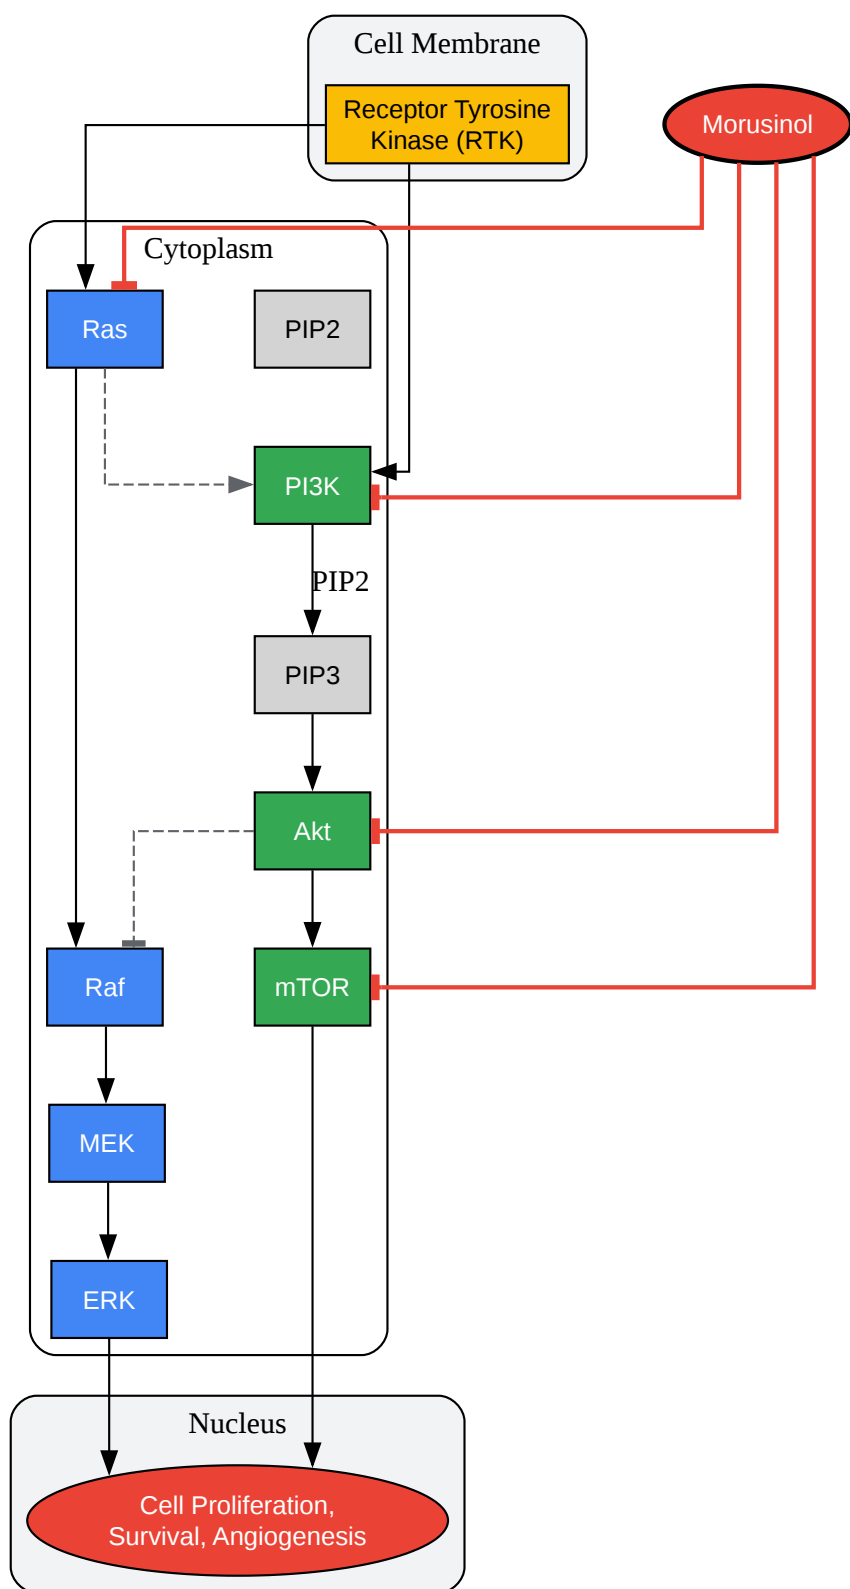 Cell Membrane
Receptor Tyrosine
Kinase (RTK)
Morusinol
Cytoplasm
Ras
PIP2
PI3K
PIP2
PIP3
Akt
Raf
mTOR
MEK
ERK
Nucleus
Cell Proliferation,
Survival, Angiogenesis